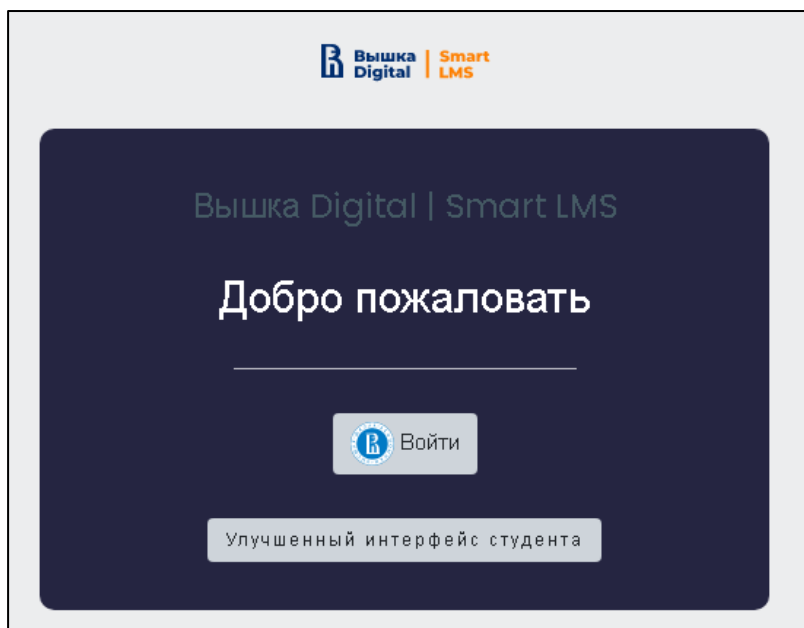 Вышка | Smart
Digital | LMS
Вышка Digital | Smart LMS
Добро пожаловать
Войти
Улучшенный интерфейс студента